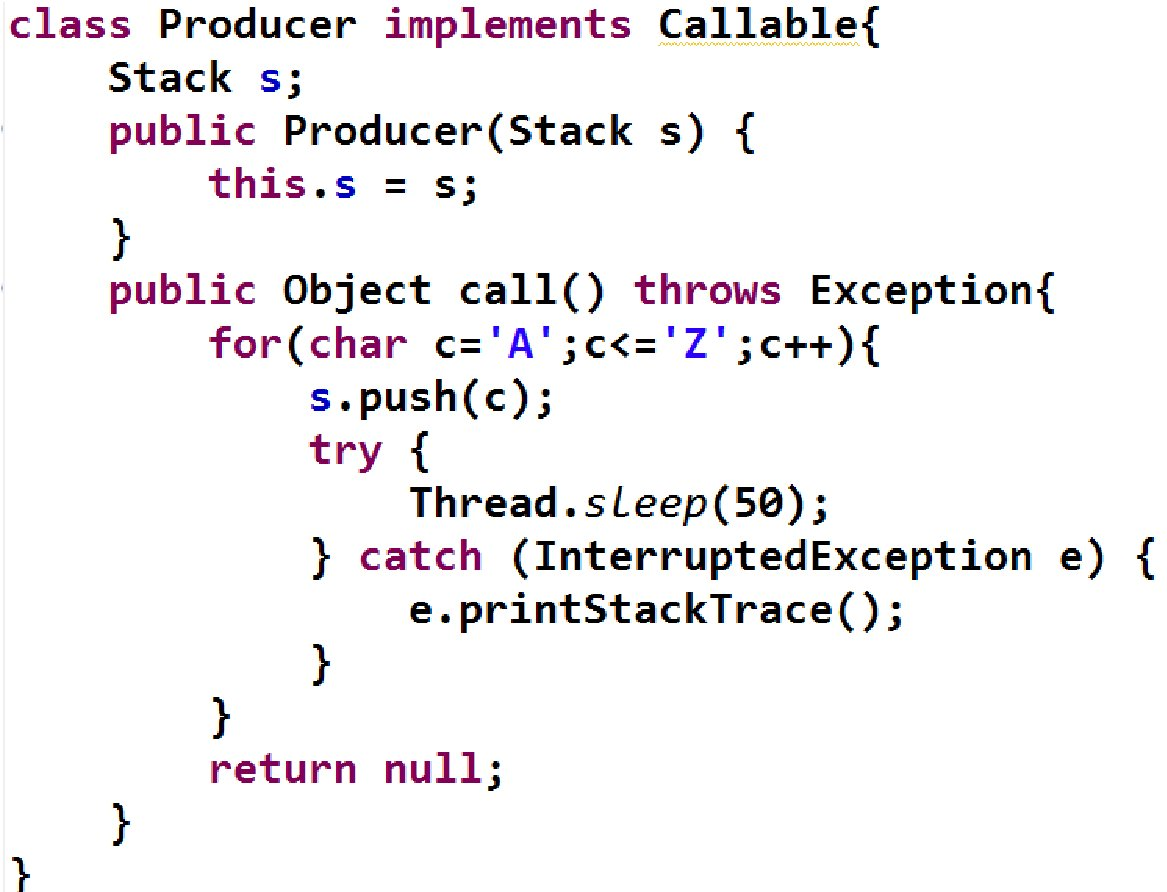 class Producer implements Callable{
    Stack s;
    public Producer(Stack s) {
        this.s = s;
    }
    public Object call() throws Exception{
        for(char c='A';c<='Z';c++){
            s.push(c);
            try {
                Thread.sleep(50);
            } catch (InterruptedException e) {
                e.printStackTrace();
            }
        }
        return null;
    }
}